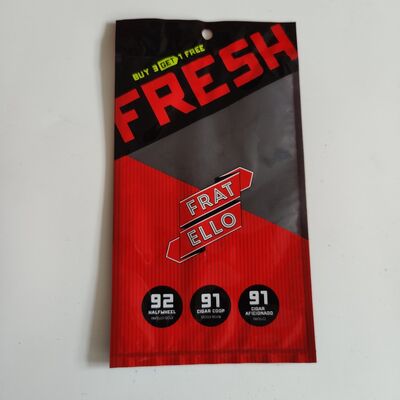 BUY 3 GET 1 FREE
FRESH
FRAT
ELLO
92
HALFWHEEL
91
CIGAR COOP
91
CIGAR
AFICIONADO